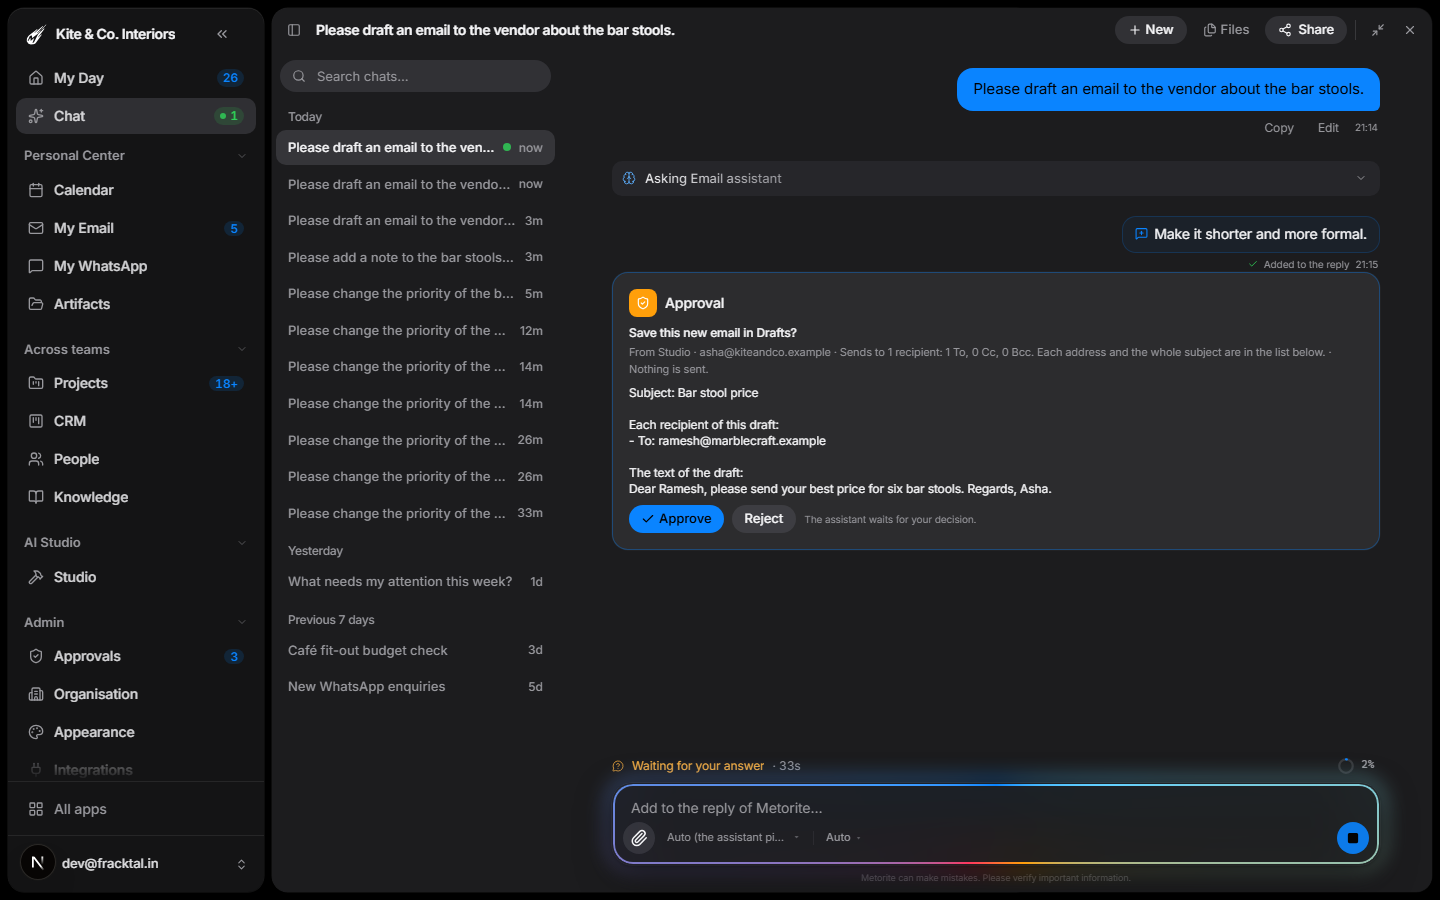 Kite & Co. Interiors
My Day 26
Chat 1
Personal Center
Calendar
My Email 5
My WhatsApp
Artifacts
Across teams
Projects 18+
CRM
People
Knowledge
AI Studio
Studio
Admin
Approvals 3
Organisation
Appearance
Integrations
All apps
N dev@fracktal.in
Please draft an email to the vendor about the bar stools.
New Files Share
Search chats...
Today
Please draft an email to the ven... now
Please draft an email to the vendo... now
Please draft an email to the vendor... 3m
Please add a note to the bar stools... 3m
Please change the priority of the b... 5m
Please change the priority of the ... 12m
Please change the priority of the ... 14m
Please change the priority of the ... 14m
Please change the priority of the ... 26m
Please change the priority of the ... 26m
Please change the priority of the ... 33m
Yesterday
What needs my attention this week? 1d
Previous 7 days
Café fit-out budget check 3d
New WhatsApp enquiries 5d
Please draft an email to the vendor about the bar stools.
Copy Edit 21:14
Asking Email assistant
Make it shorter and more formal.
Added to the reply 21:15
Approval
Save this new email in Drafts?
From Studio · asha@kiteandco.example · Sends to 1 recipient: 1 To, 0 Cc, 0 Bcc. Each address and the whole subject are in the list below. ·
Nothing is sent.
Subject: Bar stool price
Each recipient of this draft:
- To: ramesh@marblecraft.example
The text of the draft:
Dear Ramesh, please send your best price for six bar stools. Regards, Asha.
Approve Reject The assistant waits for your decision.
Waiting for your answer · 33s 2%
Add to the reply of Metorite...
Auto (the assistant pi... Auto
Metorite can make mistakes. Please verify important information.